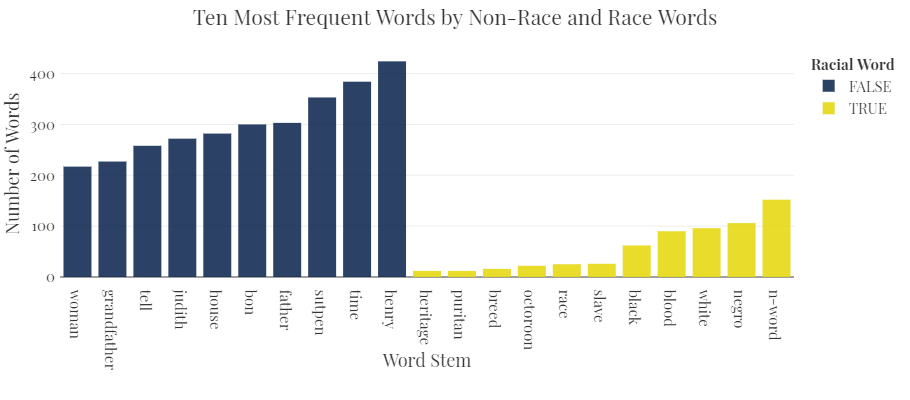 Ten Most Frequent Words by Non-Race and Race Words
Racial Word
FALSE
TRUE
Number of Words
400
300
200
100
0
woman
grandfather
tell
judith
house
bon
father
sutpen
time
henry
heritage
puritan
breed
octoroon
race
slave
black
blood
white
negro
n-word
Word Stem